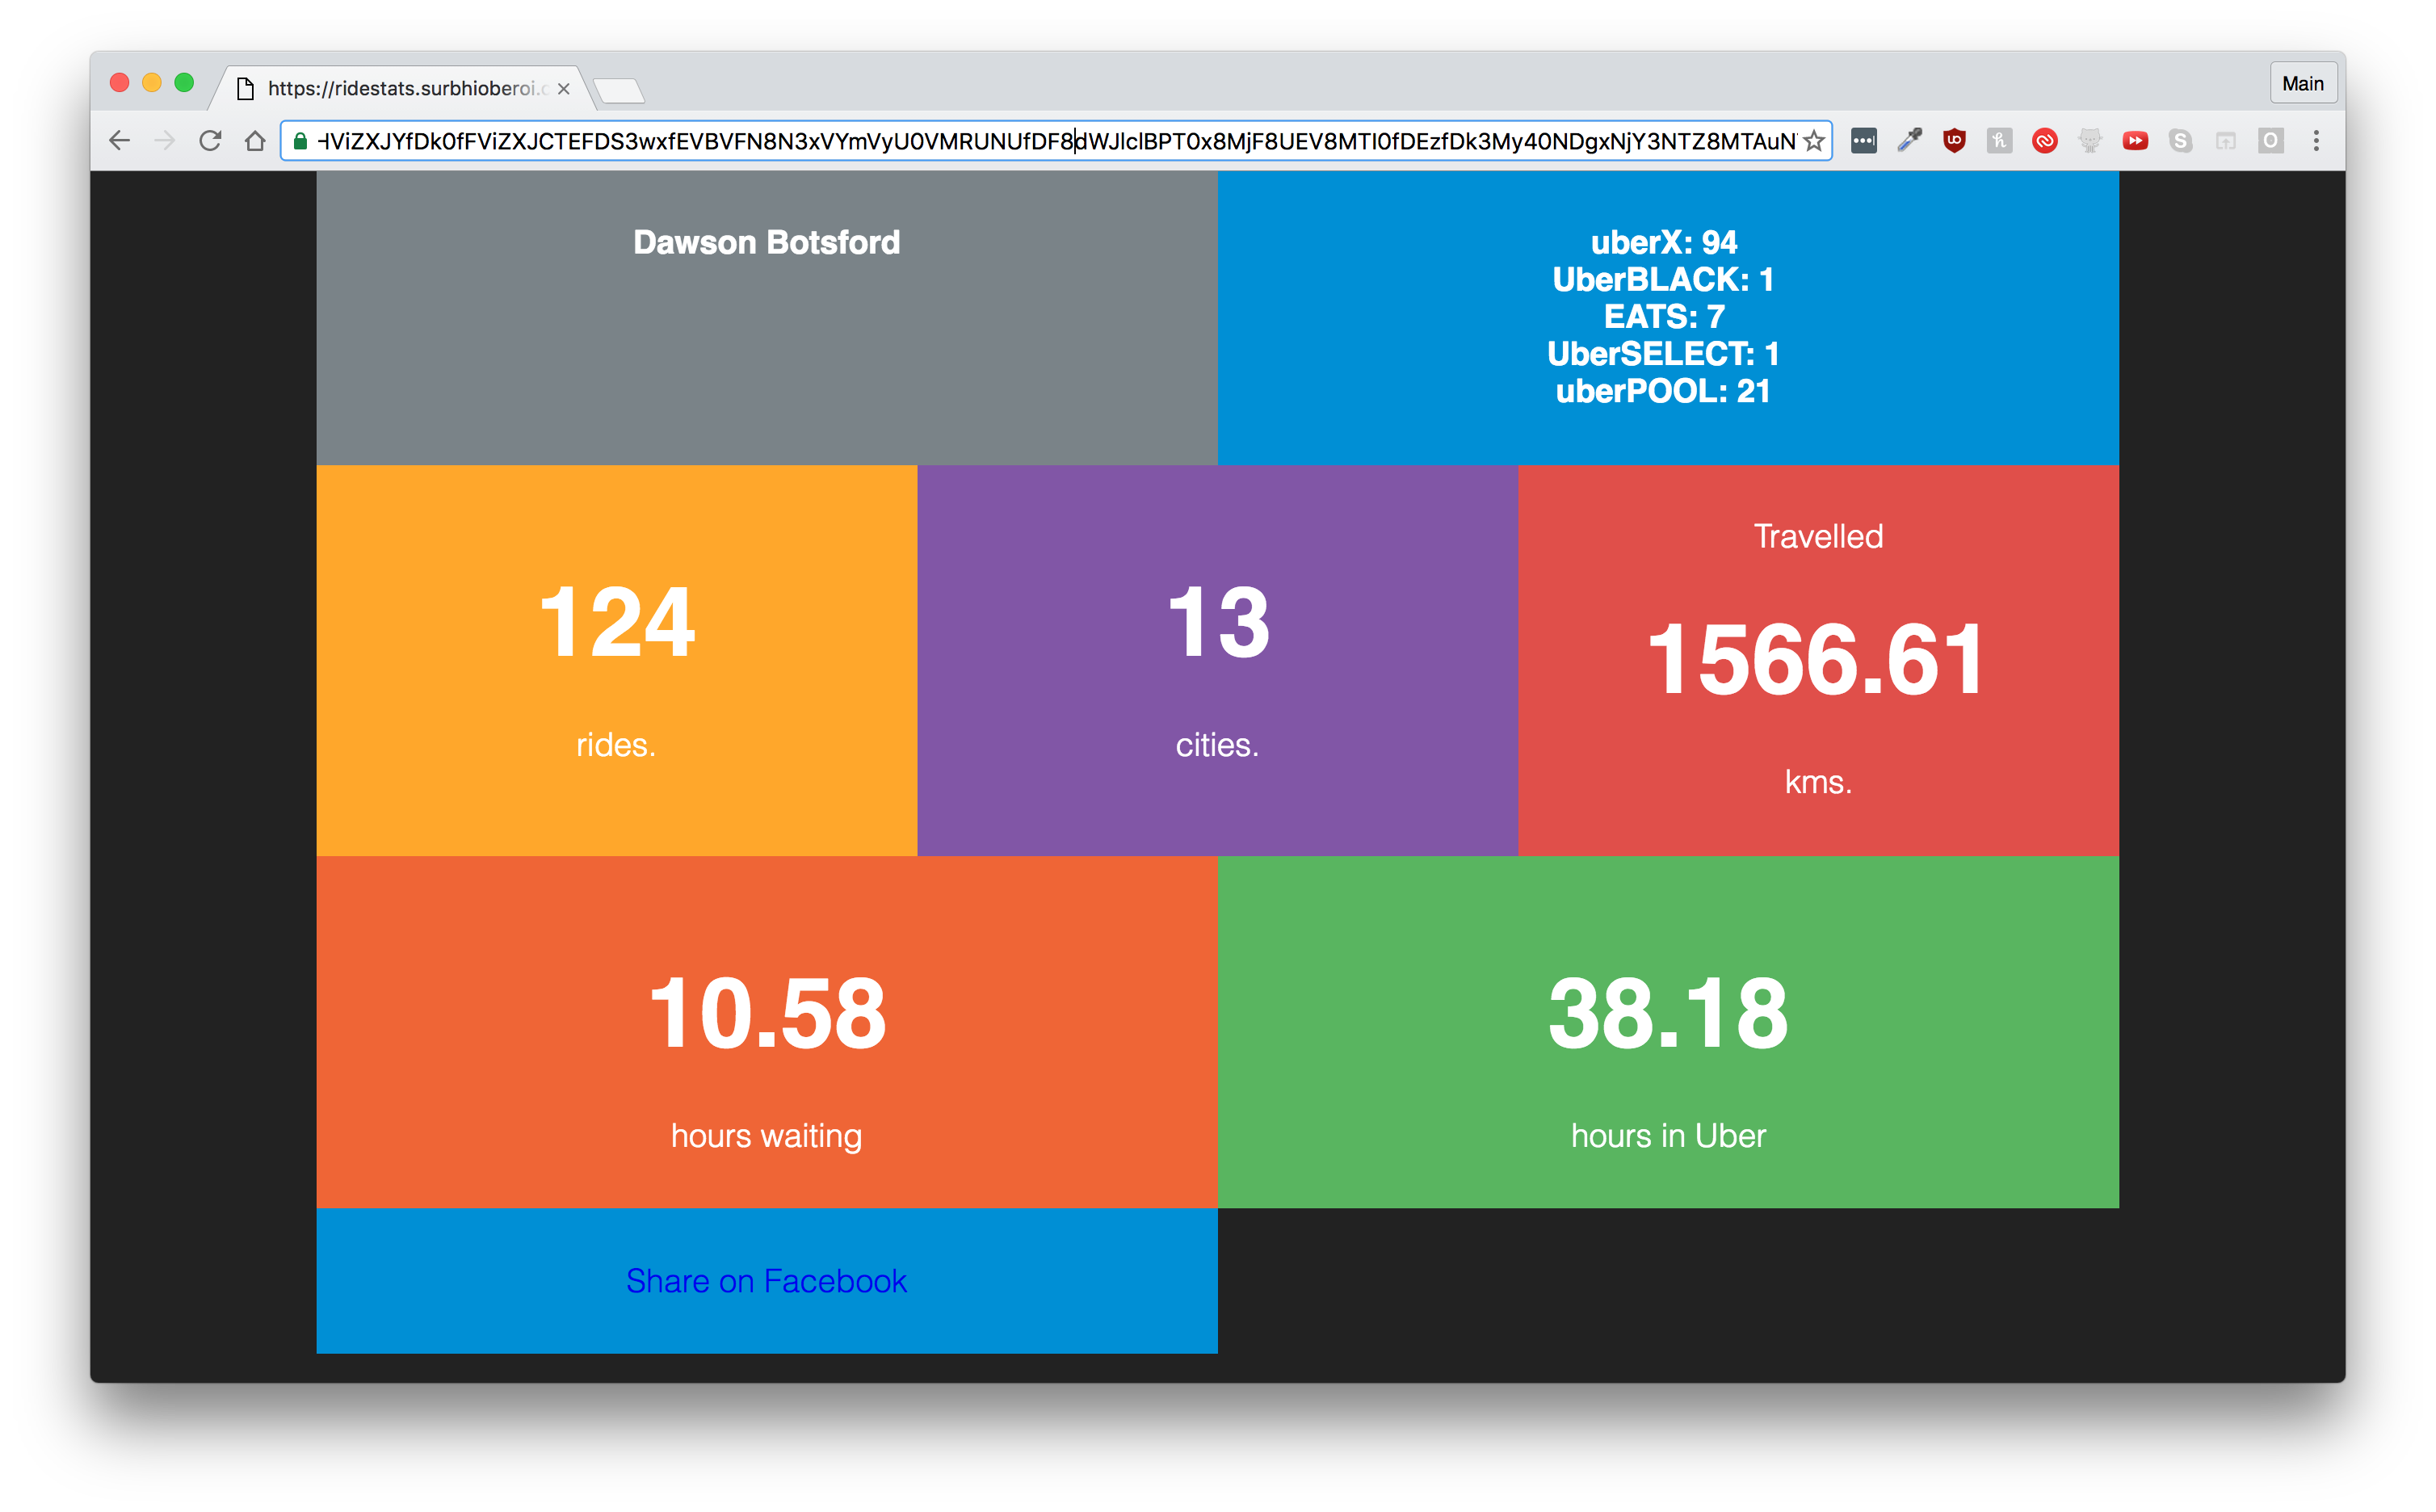 https://ridestats.surbhioberoi.c
Main
HViZXJYfDk0fFViZXJCTEFDS3wxfEVBVFN8N3xVYmVyU0VMRUNUfDF8dWJlclBPT0x8MjF8UEV8MTI0fDEzfDk3My40NDgxNjY3NTZ8MTAuN
Dawson Botsford
uberX: 94
UberBLACK: 1
EATS: 7
UberSELECT: 1
uberPOOL: 21
124
rides.
13
cities.
Travelled
1566.61
kms.
10.58
hours waiting
38.18
hours in Uber
Share on Facebook